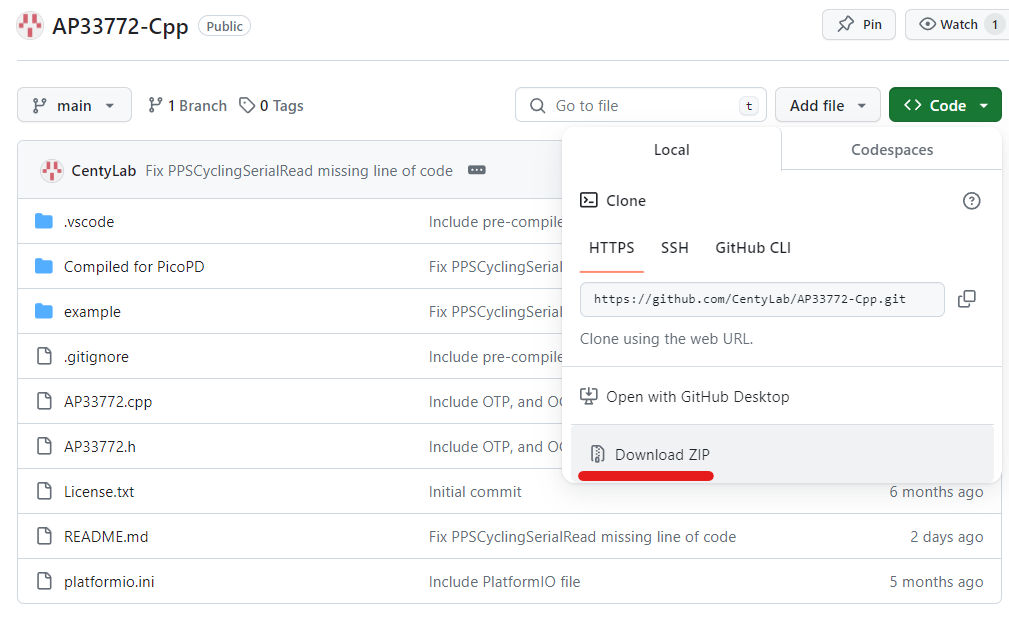 AP33772-Cpp Public Pin Watch 1
main 1 Branch 0 Tags Go to file t Add file Code
Local Codespaces
CentyLab Fix PPSCyclingSerialRead missing line of code
Clone
.vscode Include pre-compile
HTTPS SSH GitHub CLI
Compiled for PicoPD Fix PPSCyclingSerial
https://github.com/CentyLab/AP33772-Cpp.git
example Fix PPSCyclingSerial
Clone using the web URL.
.gitignore Include pre-compile
Open with GitHub Desktop
AP33772.cpp Include OTP, and OC
AP33772.h Include OTP, and OC
Download ZIP
License.txt Initial commit 6 months ago
README.md Fix PPSCyclingSerialRead missing line of code 2 days ago
platformio.ini Include PlatformIO file 5 months ago